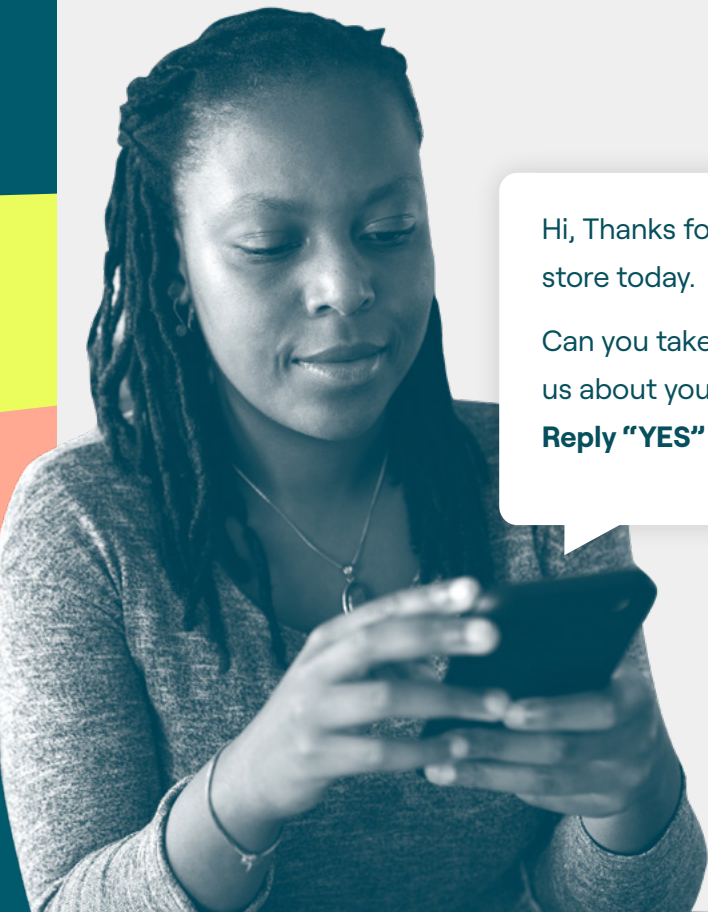 Hi, Thanks fo
store today.
Can you take
us about you
Reply “YES”